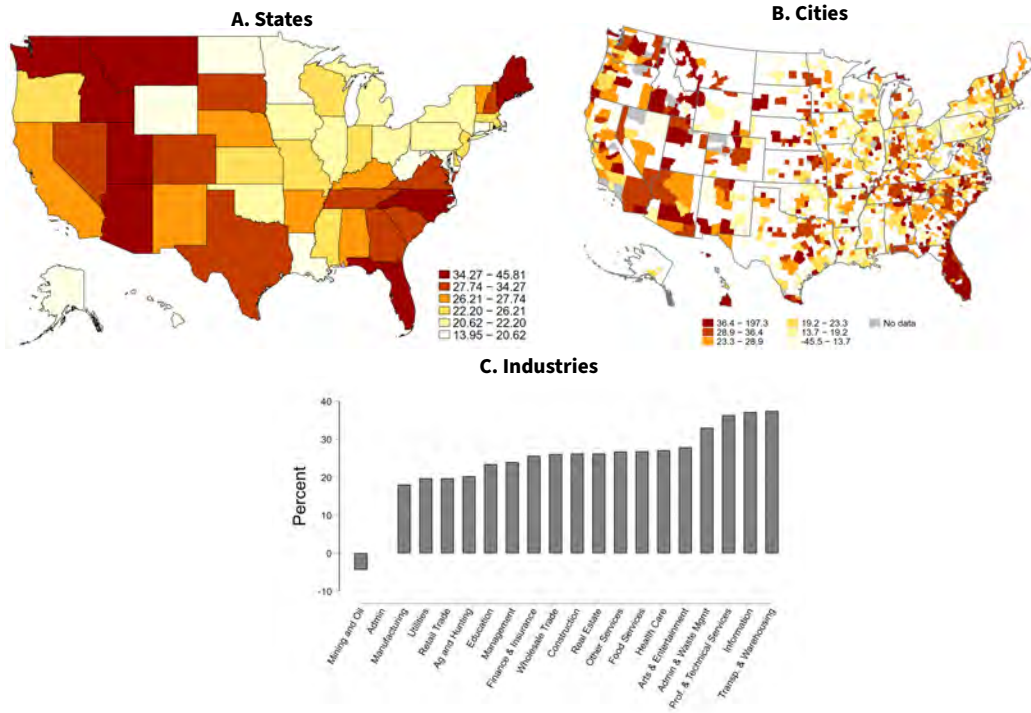 A. States
34.27 − 45.81
27.74 − 34.27
26.21 − 27.74
22.20 − 26.21
20.62 − 22.20
13.95 − 20.62
B. Cities
36.4 − 197.3
28.9 − 36.4
23.3 − 28.9
19.2 − 23.3
13.7 − 19.2
-45.5 − 13.7
No data
C. Industries
Percent
40
30
20
10
0
-10
Mining and Oil
Admin
Manufacturing
Utilities
Retail Trade
Ag and Hunting
Education
Management
Finance & Insurance
Wholesale Trade
Construction
Real Estate
Other Services
Food Services
Health Care
Arts & Entertainment
Admin & Waste Mgmt
Prof. & Technical Services
Information
Transp. & Warehousing